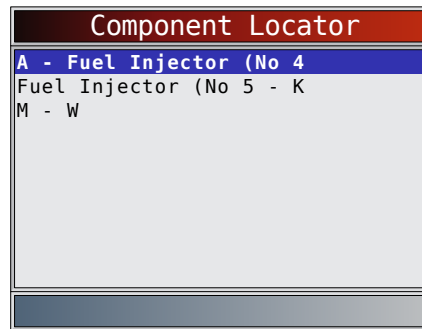 Component Locator
A - Fuel Injector (No 4
Fuel Injector (No 5 - K
M - W